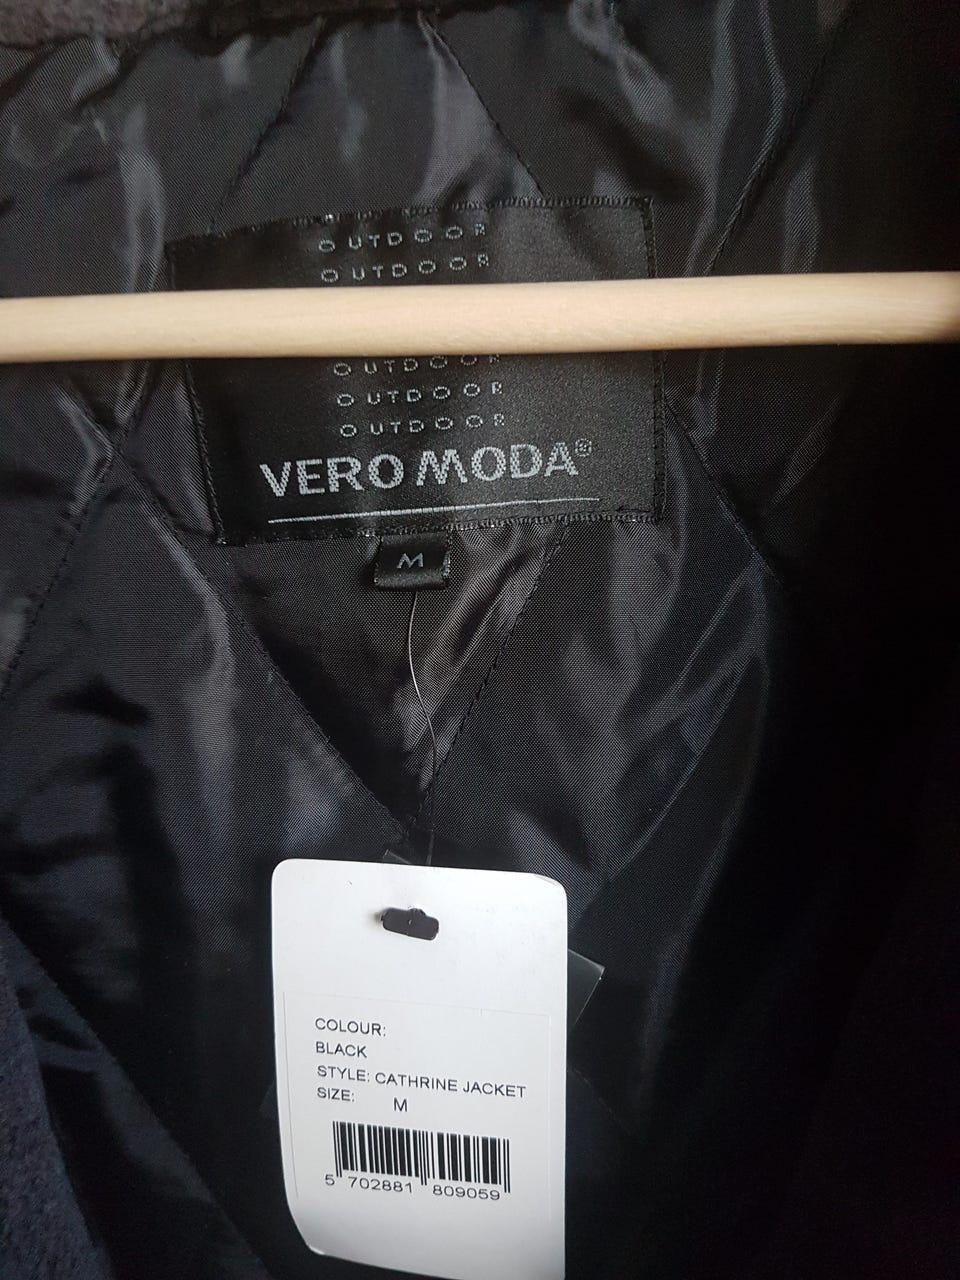 OUTDOOR
OUTDOOR
OUTDOOR
OUTDOOR
OUTDOOR
VERO MODA®
M
COLOUR:
BLACK
STYLE: CATHRINE JACKET
SIZE: M
5 702881 809059